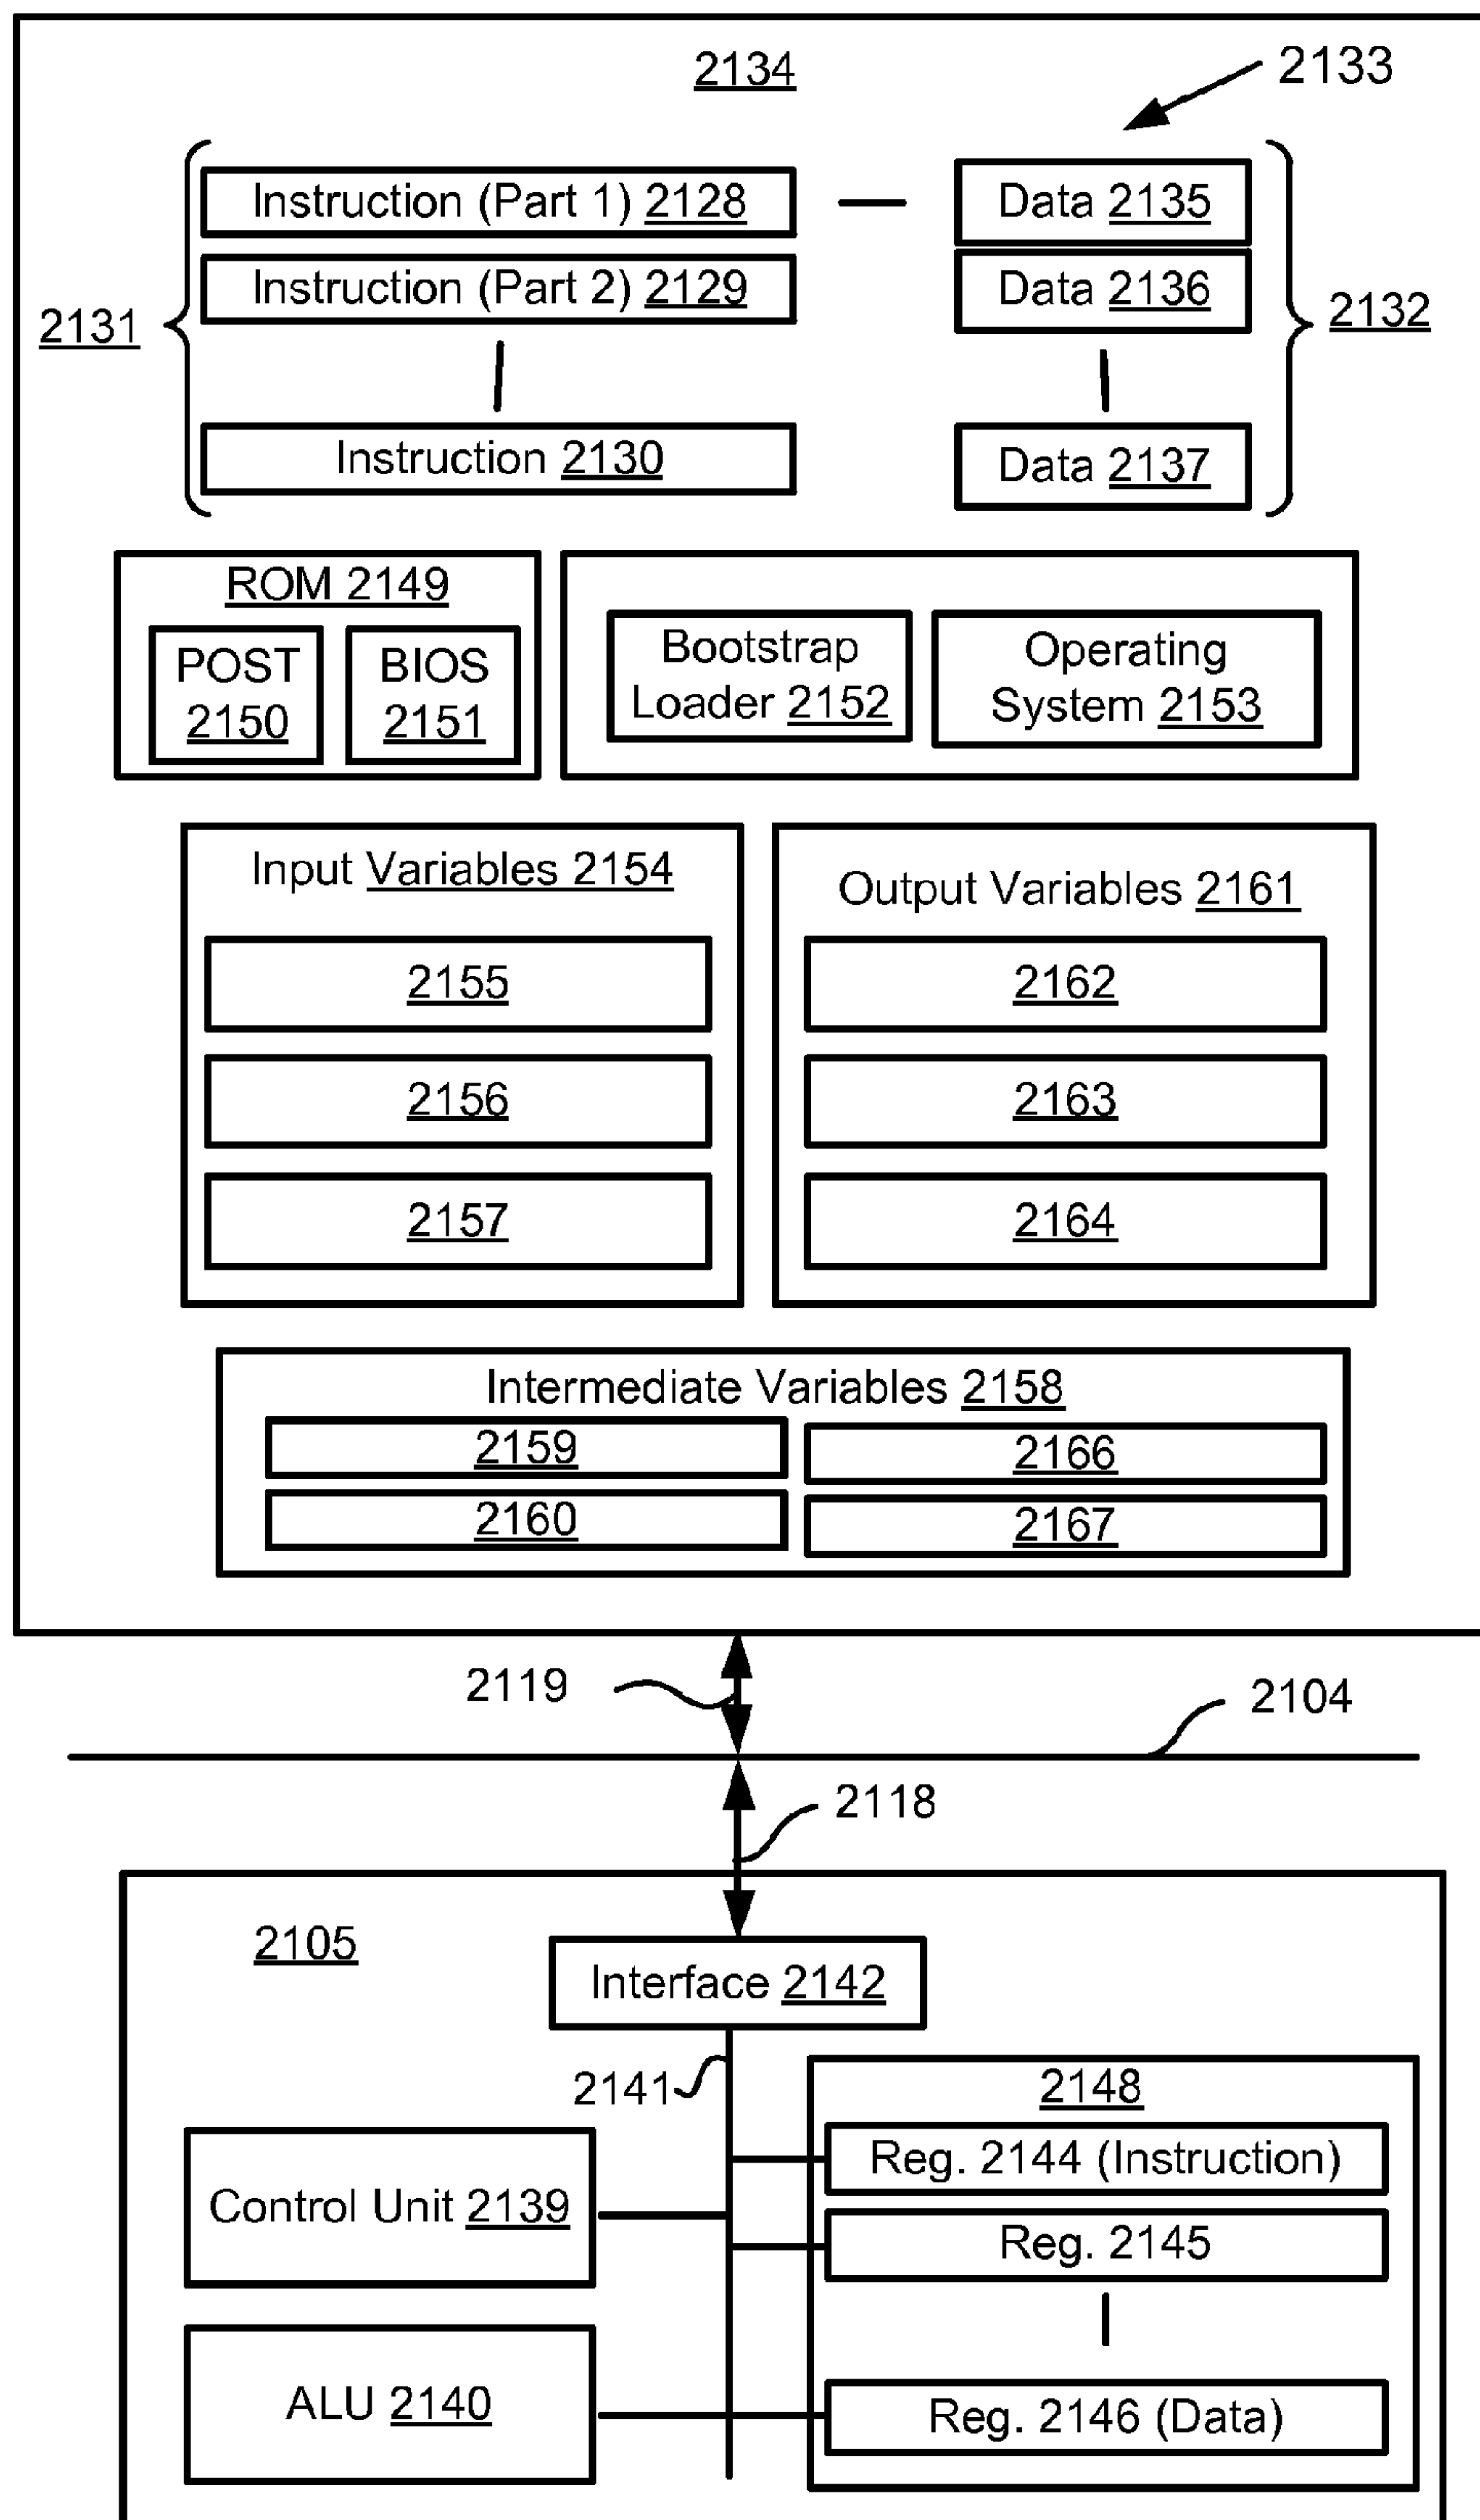 2134
2133
Instruction (Part 1) 2128
Data 2135
Instruction (Part 2) 2129
Data 2136
2131
2132
Instruction 2130
Data 2137
ROM 2149
POST
2150
BIOS
2151
Bootstrap
Loader 2152
Operating
System 2153
Input Variables 2154
2155
2156
2157
Output Variables 2161
2162
2163
2164
Intermediate Variables 2158
2159
2166
2160
2167
2119
2104
2118
2105
Interface 2142
2141
2148
Reg. 2144 (Instruction)
Control Unit 2139
Reg. 2145
ALU 2140
Reg. 2146 (Data)